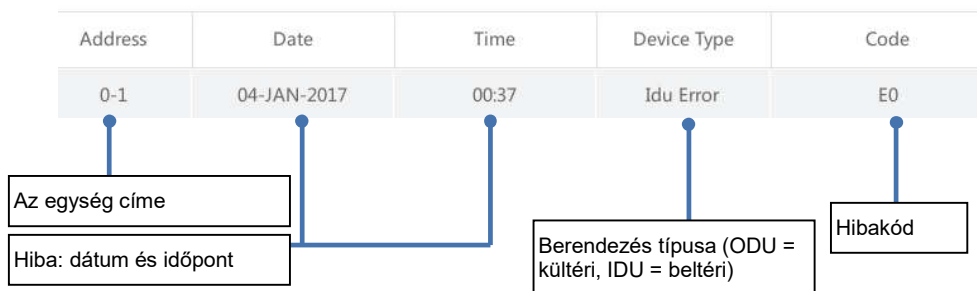 Address Date Time Device Type Code
0-1 04-JAN-2017 00:37 Idu Error E0
Az egység címe
Hiba: dátum és időpont
Berendezés típusa (ODU =
kültéri, IDU = beltéri)
Hibakód